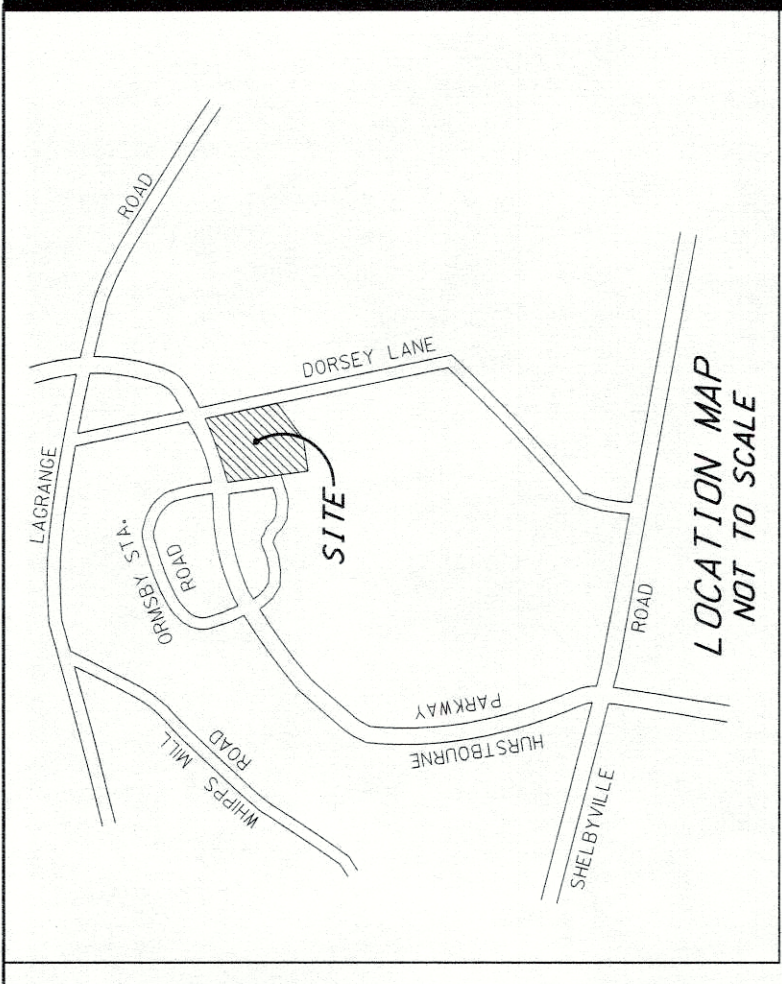 LAGRANGE
ROAD
ORMSBY STA.
ROAD
WHIPPS MILL
ROAD
DORSEY LANE
SITE
HURSTBOURNE
PARKWAY
SHELBYVILLE
ROAD
LOCATION MAP
NOT TO SCALE